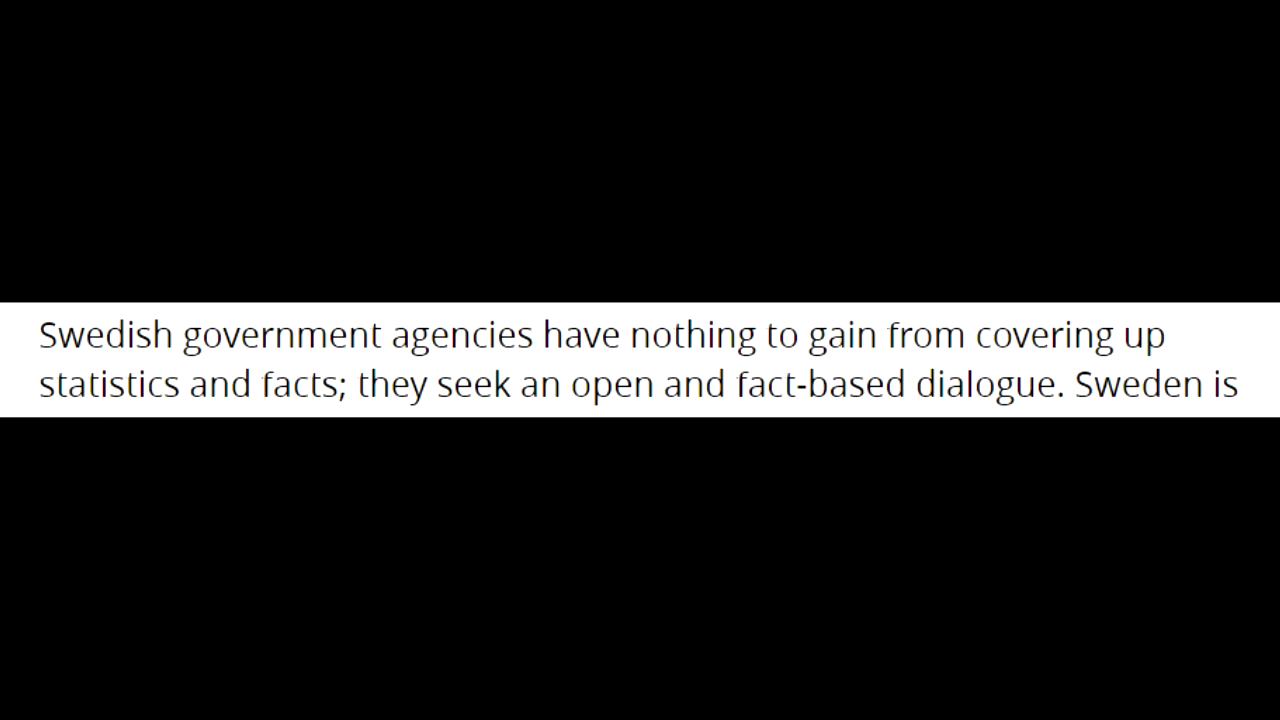 Swedish government agencies have nothing to gain from covering up
statistics and facts; they seek an open and fact-based dialogue. Sweden is